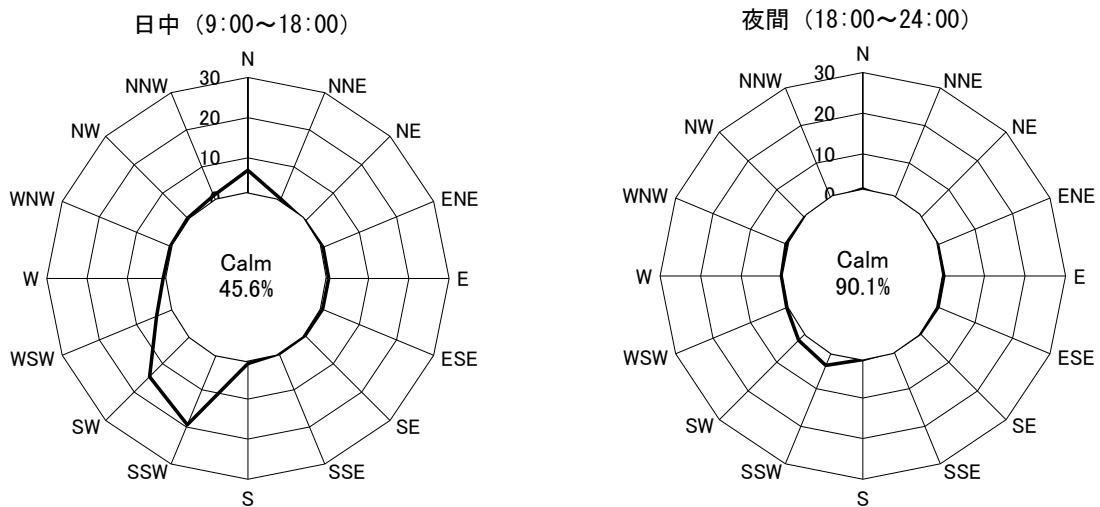 日中 (9:00～18:00)
N
NNE
NE
ENE
E
ESE
SE
SSE
S
SSW
SW
WSW
W
WNW
NW
NNW
30
20
10
0
Calm
45.6%
夜間 (18:00～24:00)
N
NNE
NE
ENE
E
ESE
SE
SSE
S
SSW
SW
WSW
W
WNW
NW
NNW
30
20
10
0
Calm
90.1%